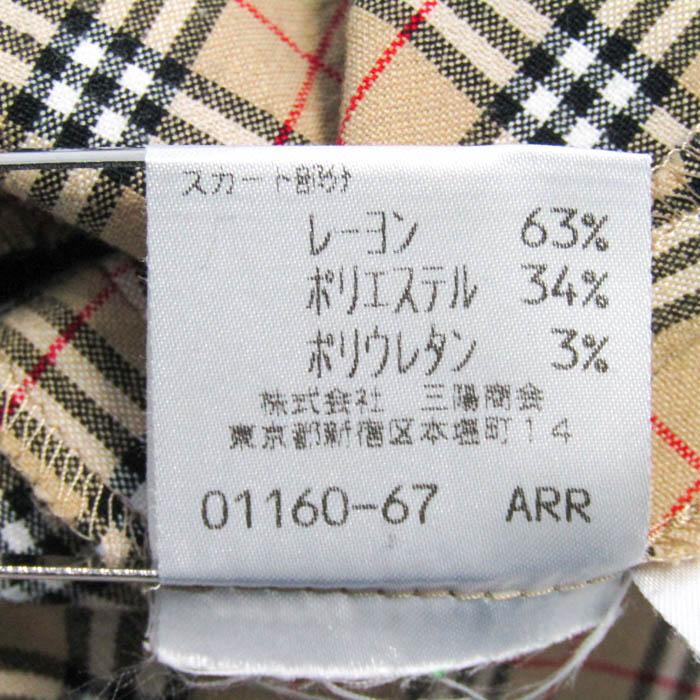 スカート部分
レーヨン 63%
ポリエステル 34%
ポリウレタン 3%
株式会社 三陽商会
東京都新宿区本塩町14
01160-67 ARR